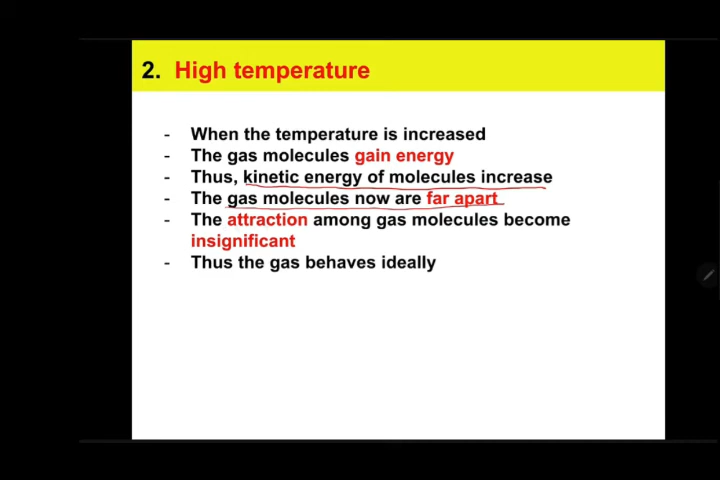 2. High temperature
- When the temperature is increased
- The gas molecules gain energy
- Thus, kinetic energy of molecules increase
- The gas molecules now are far apart
- The attraction among gas molecules become
insignificant
- Thus the gas behaves ideally